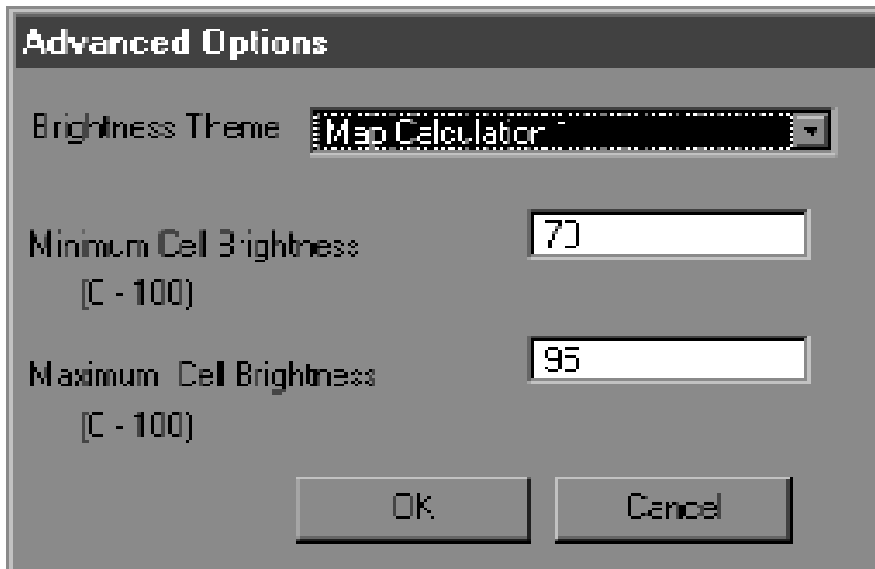 Advanced Options
Brightness Theme
Map Calculation
Minimum Cell Brightness
70
(0 - 100)
Maximum Cell Brightness
95
(0 - 100)
OK
Cancel